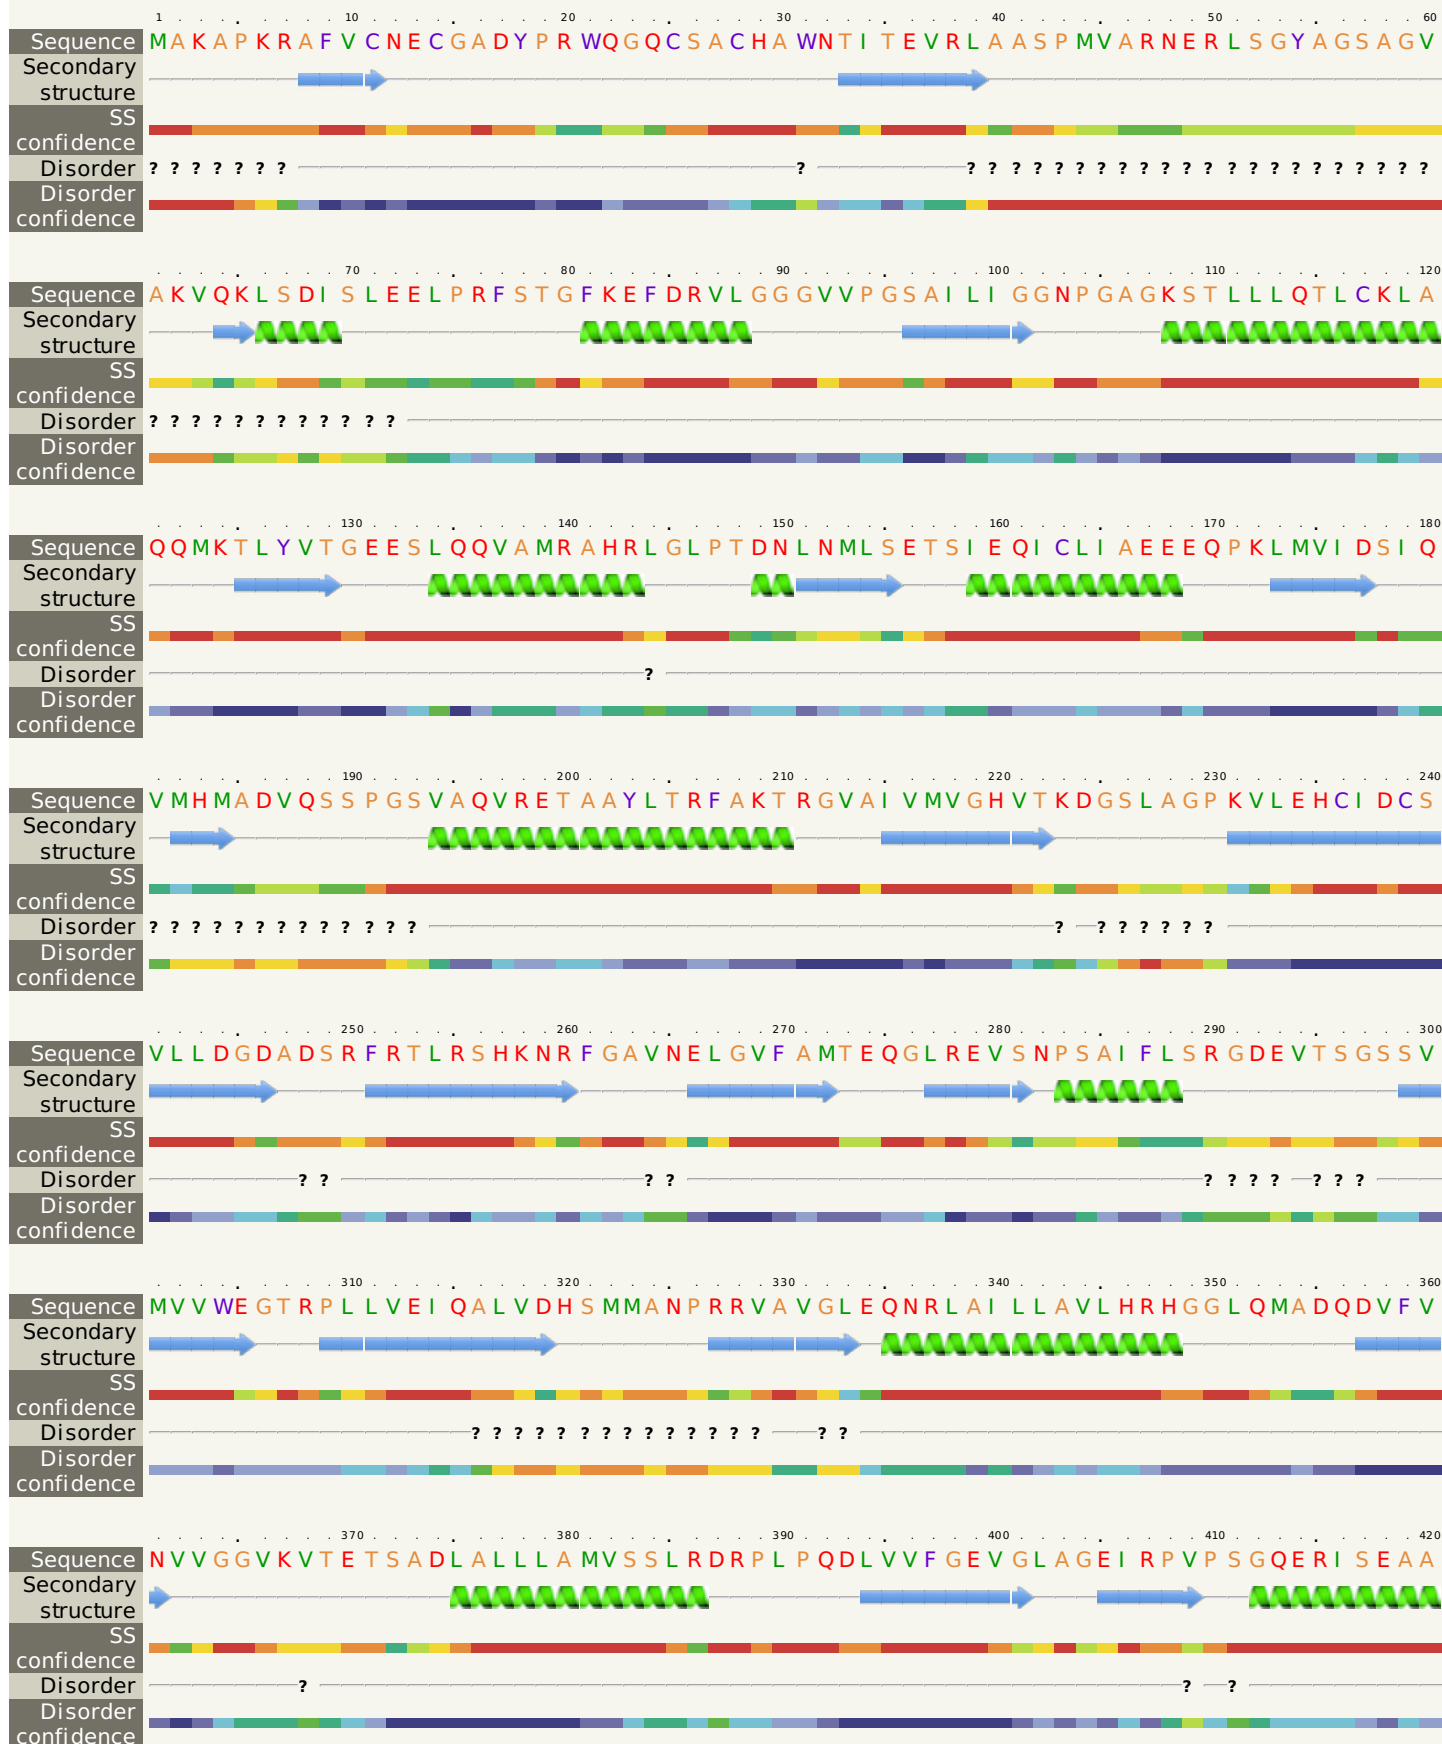 1 10 20 30 40 50 60
Sequence MAKAPKRAFVCNECGADYPRWQGQCSACHAWNTITEVRLAASPMVARNERLSGYAGSAGV
Secondary
structure
SS
confidence
Disorder ? ? ? ? ? ? ? ? ? ? ? ? ? ? ? ? ? ? ? ? ? ? ? ? ? ? ? ? ? ?
Disorder
confidence
70 80 90 100 110 120
Sequence AKVQKLSDISLEELPRFSTGFKEFDRVLGGGVVPGSAILIGGNPGAGKSTLLLQTLCKLA
Secondary
structure
SS
confidence
Disorder ? ? ? ? ? ? ? ? ? ? ? ?
Disorder
confidence
130 140 150 160 170 180
Sequence QQMKTLYVTGEESLQQVAMRAHRLGLPTDNLNMLSETSIEQICLIAEEEQPKLMVIDSIQ
Secondary
structure
SS
confidence
Disorder ?
Disorder
confidence
190 200 210 220 230 240
Sequence VMHMADVQSSPGSVAQVRETAAYLTRFAKTRGVAIVMVGHVTKDGSLAGPKVLEHCIDCS
Secondary
structure
SS
confidence
Disorder ? ? ? ? ? ? ? ? ? ? ? ? ? ? ? ? ? ? ? ?
Disorder
confidence
250 260 270 280 290 300
Sequence VLLDGDADSRFRTLRSHKNRFGAVNELGVFAMTEQGLREVSNPSAIFLSRGDEVTSGSSV
Secondary
structure
SS
confidence
Disorder ? ? ? ? ? ? ? ? ? ? ?
Disorder
confidence
310 320 330 340 350 360
Sequence MVVWEGTRPLLVEIQALVDHSMMANPRRVAVGLEQNRLAILLAVLHRHGGLQMADQDVFV
Secondary
structure
SS
confidence
Disorder ? ? ? ? ? ? ? ? ? ? ? ? ? ? ? ?
Disorder
confidence
370 380 390 400 410 420
Sequence NVVGGVKVTETSADLALLLAMVSSLRDRPLPQDLVVFGEVGLAGEIRPVPSGQERISEAA
Secondary
structure
SS
confidence
Disorder ? ? ?
Disorder
confidence